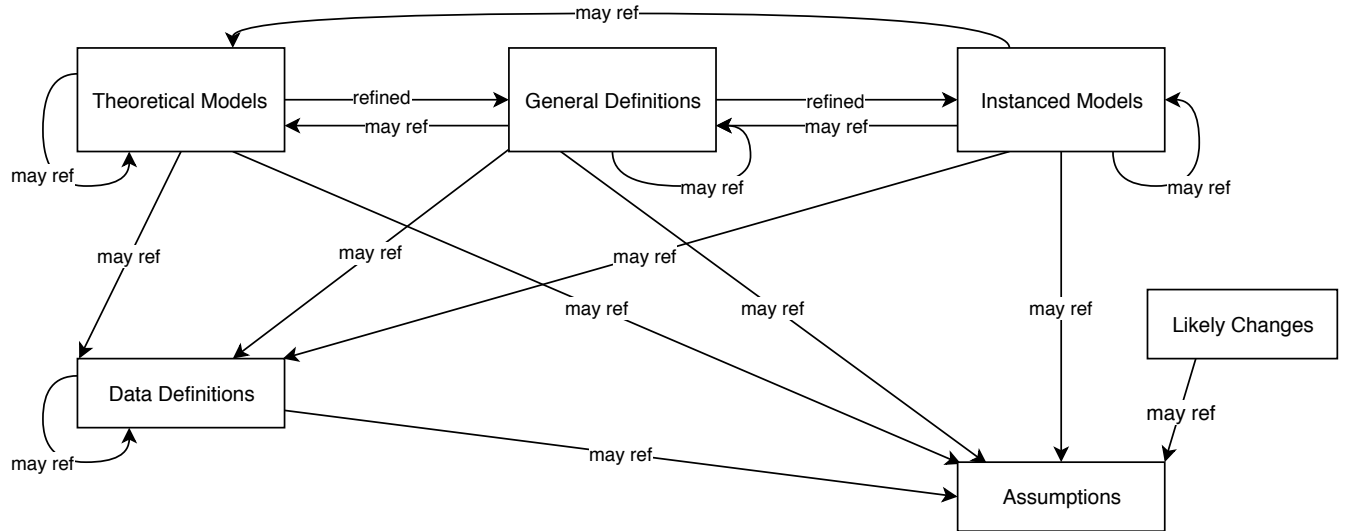 may ref
Theoretical Models
refined
General Definitions
refined
Instanced Models
may ref
may ref
may ref
may ref
may ref
may ref
may ref
may ref
may ref
may ref
may ref
may ref
Likely Changes
Data Definitions
may ref
may ref
may ref
Assumptions